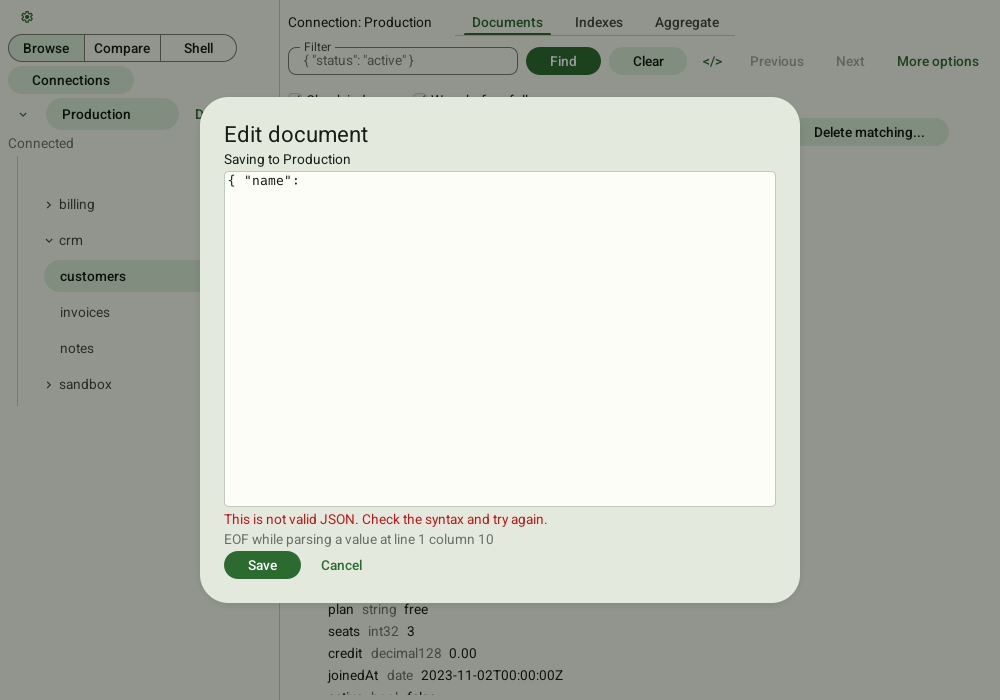 Connection: Production
Documents
Indexes
Aggregate
Browse
Compare
Shell
Filter
{ "status": "active" }
Find
Clear
</>
Previous
Next
More options
Connections
Production
Connected
Delete matching...
billing
crm
customers
invoices
notes
sandbox
Edit document
Saving to Production
{ "name":
This is not valid JSON. Check the syntax and try again.
EOF while parsing a value at line 1 column 10
Save
Cancel
plan string free
seats int32 3
credit decimal128 0.00
joinedAt date 2023-11-02T00:00:00Z